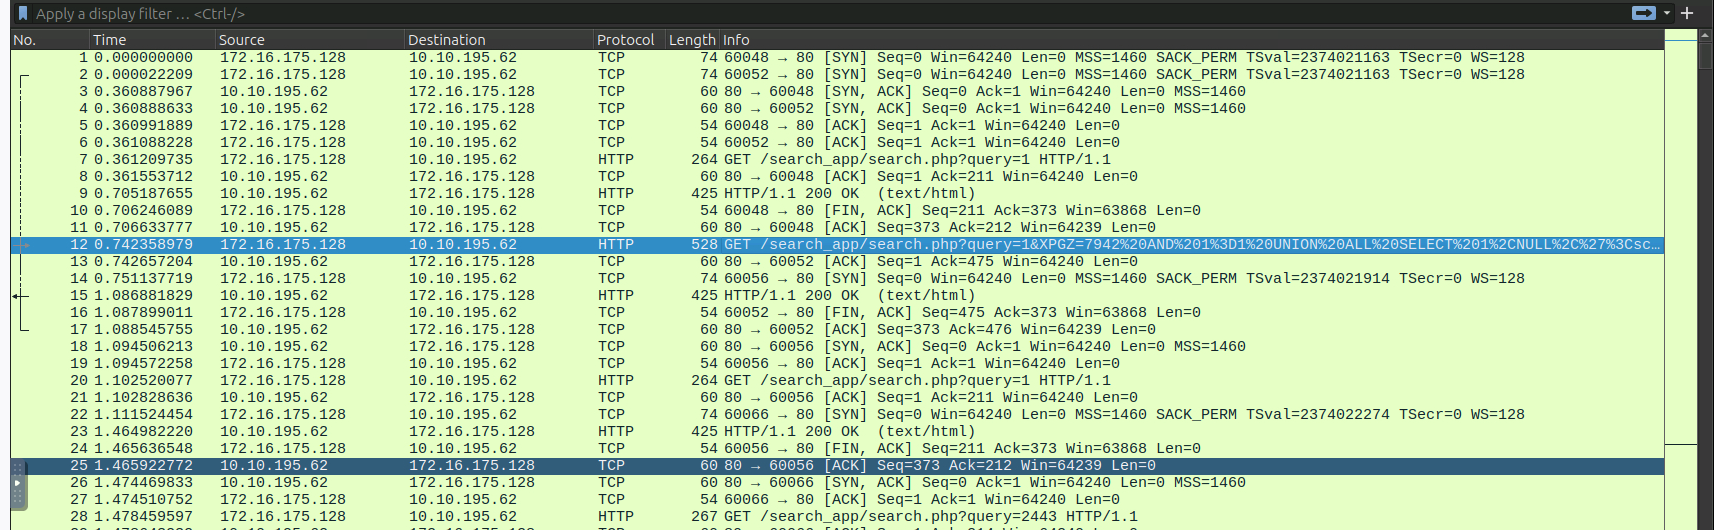 Apply a display filter … <Ctrl-/>
No. Time Source Destination Protocol Length Info
1 0.000000000 172.16.175.128 10.10.195.62 TCP 74 60048 → 80 [SYN] Seq=0 Win=64240 Len=0 MSS=1460 SACK_PERM TSval=2374021163 TSecr=0 WS=128
2 0.000022209 172.16.175.128 10.10.195.62 TCP 74 60052 → 80 [SYN] Seq=0 Win=64240 Len=0 MSS=1460 SACK_PERM TSval=2374021163 TSecr=0 WS=128
3 0.360887967 10.10.195.62 172.16.175.128 TCP 60 80 → 60048 [SYN, ACK] Seq=0 Ack=1 Win=64240 Len=0 MSS=1460
4 0.360888633 10.10.195.62 172.16.175.128 TCP 60 80 → 60052 [SYN, ACK] Seq=0 Ack=1 Win=64240 Len=0 MSS=1460
5 0.360991889 172.16.175.128 10.10.195.62 TCP 54 60048 → 80 [ACK] Seq=1 Ack=1 Win=64240 Len=0
6 0.361088228 172.16.175.128 10.10.195.62 TCP 54 60052 → 80 [ACK] Seq=1 Ack=1 Win=64240 Len=0
7 0.361209735 172.16.175.128 10.10.195.62 HTTP 264 GET /search_app/search.php?query=1 HTTP/1.1
8 0.361553712 10.10.195.62 172.16.175.128 TCP 60 80 → 60048 [ACK] Seq=1 Ack=211 Win=64240 Len=0
9 0.705187655 10.10.195.62 172.16.175.128 HTTP 425 HTTP/1.1 200 OK  (text/html)
10 0.706246089 172.16.175.128 10.10.195.62 TCP 54 60048 → 80 [FIN, ACK] Seq=211 Ack=373 Win=63868 Len=0
11 0.706633777 10.10.195.62 172.16.175.128 TCP 60 80 → 60048 [ACK] Seq=373 Ack=212 Win=64239 Len=0
12 0.742358979 172.16.175.128 10.10.195.62 HTTP 528 GET /search_app/search.php?query=1&XPGZ=7942%20AND%201%3D1%20UNION%20ALL%20SELECT%201%2CNULL%2C%27%3Csc…
13 0.742657204 10.10.195.62 172.16.175.128 TCP 60 80 → 60052 [ACK] Seq=1 Ack=475 Win=64240 Len=0
14 0.751137719 172.16.175.128 10.10.195.62 TCP 74 60056 → 80 [SYN] Seq=0 Win=64240 Len=0 MSS=1460 SACK_PERM TSval=2374021914 TSecr=0 WS=128
15 1.086881829 10.10.195.62 172.16.175.128 HTTP 425 HTTP/1.1 200 OK  (text/html)
16 1.087899011 172.16.175.128 10.10.195.62 TCP 54 60052 → 80 [FIN, ACK] Seq=475 Ack=373 Win=63868 Len=0
17 1.088545755 10.10.195.62 172.16.175.128 TCP 60 80 → 60052 [ACK] Seq=373 Ack=476 Win=64239 Len=0
18 1.094506213 10.10.195.62 172.16.175.128 TCP 60 80 → 60056 [SYN, ACK] Seq=0 Ack=1 Win=64240 Len=0 MSS=1460
19 1.094572258 172.16.175.128 10.10.195.62 TCP 54 60056 → 80 [ACK] Seq=1 Ack=1 Win=64240 Len=0
20 1.102520077 172.16.175.128 10.10.195.62 HTTP 264 GET /search_app/search.php?query=1 HTTP/1.1
21 1.102828636 10.10.195.62 172.16.175.128 TCP 60 80 → 60056 [ACK] Seq=1 Ack=211 Win=64240 Len=0
22 1.111524454 172.16.175.128 10.10.195.62 TCP 74 60066 → 80 [SYN] Seq=0 Win=64240 Len=0 MSS=1460 SACK_PERM TSval=2374022274 TSecr=0 WS=128
23 1.464982220 10.10.195.62 172.16.175.128 HTTP 425 HTTP/1.1 200 OK  (text/html)
24 1.465636548 172.16.175.128 10.10.195.62 TCP 54 60056 → 80 [FIN, ACK] Seq=211 Ack=373 Win=63868 Len=0
25 1.465922772 10.10.195.62 172.16.175.128 TCP 60 80 → 60056 [ACK] Seq=373 Ack=212 Win=64239 Len=0
26 1.474469833 10.10.195.62 172.16.175.128 TCP 60 80 → 60066 [SYN, ACK] Seq=0 Ack=1 Win=64240 Len=0 MSS=1460
27 1.474510752 172.16.175.128 10.10.195.62 TCP 54 60066 → 80 [ACK] Seq=1 Ack=1 Win=64240 Len=0
28 1.478459597 172.16.175.128 10.10.195.62 HTTP 267 GET /search_app/search.php?query=2443 HTTP/1.1